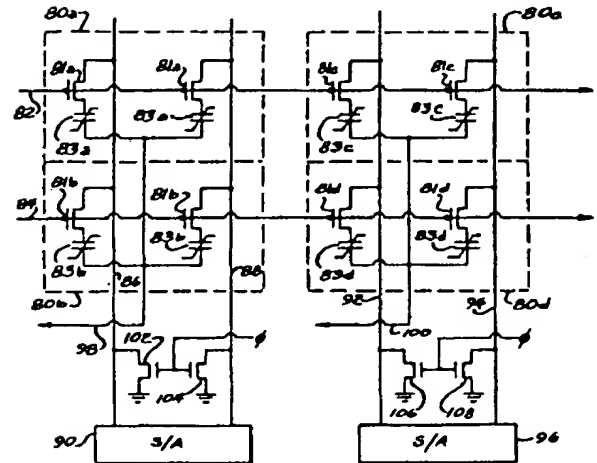 80a 80c
81a 81a 81c 81c
82
83a 83a 83c 83c
81b 81b 81d 81d
84
83b 83b 83d 83d
86 88 92 94
80b 80d
98 100
102 φ φ
104 106 108
90 S/A S/A 96